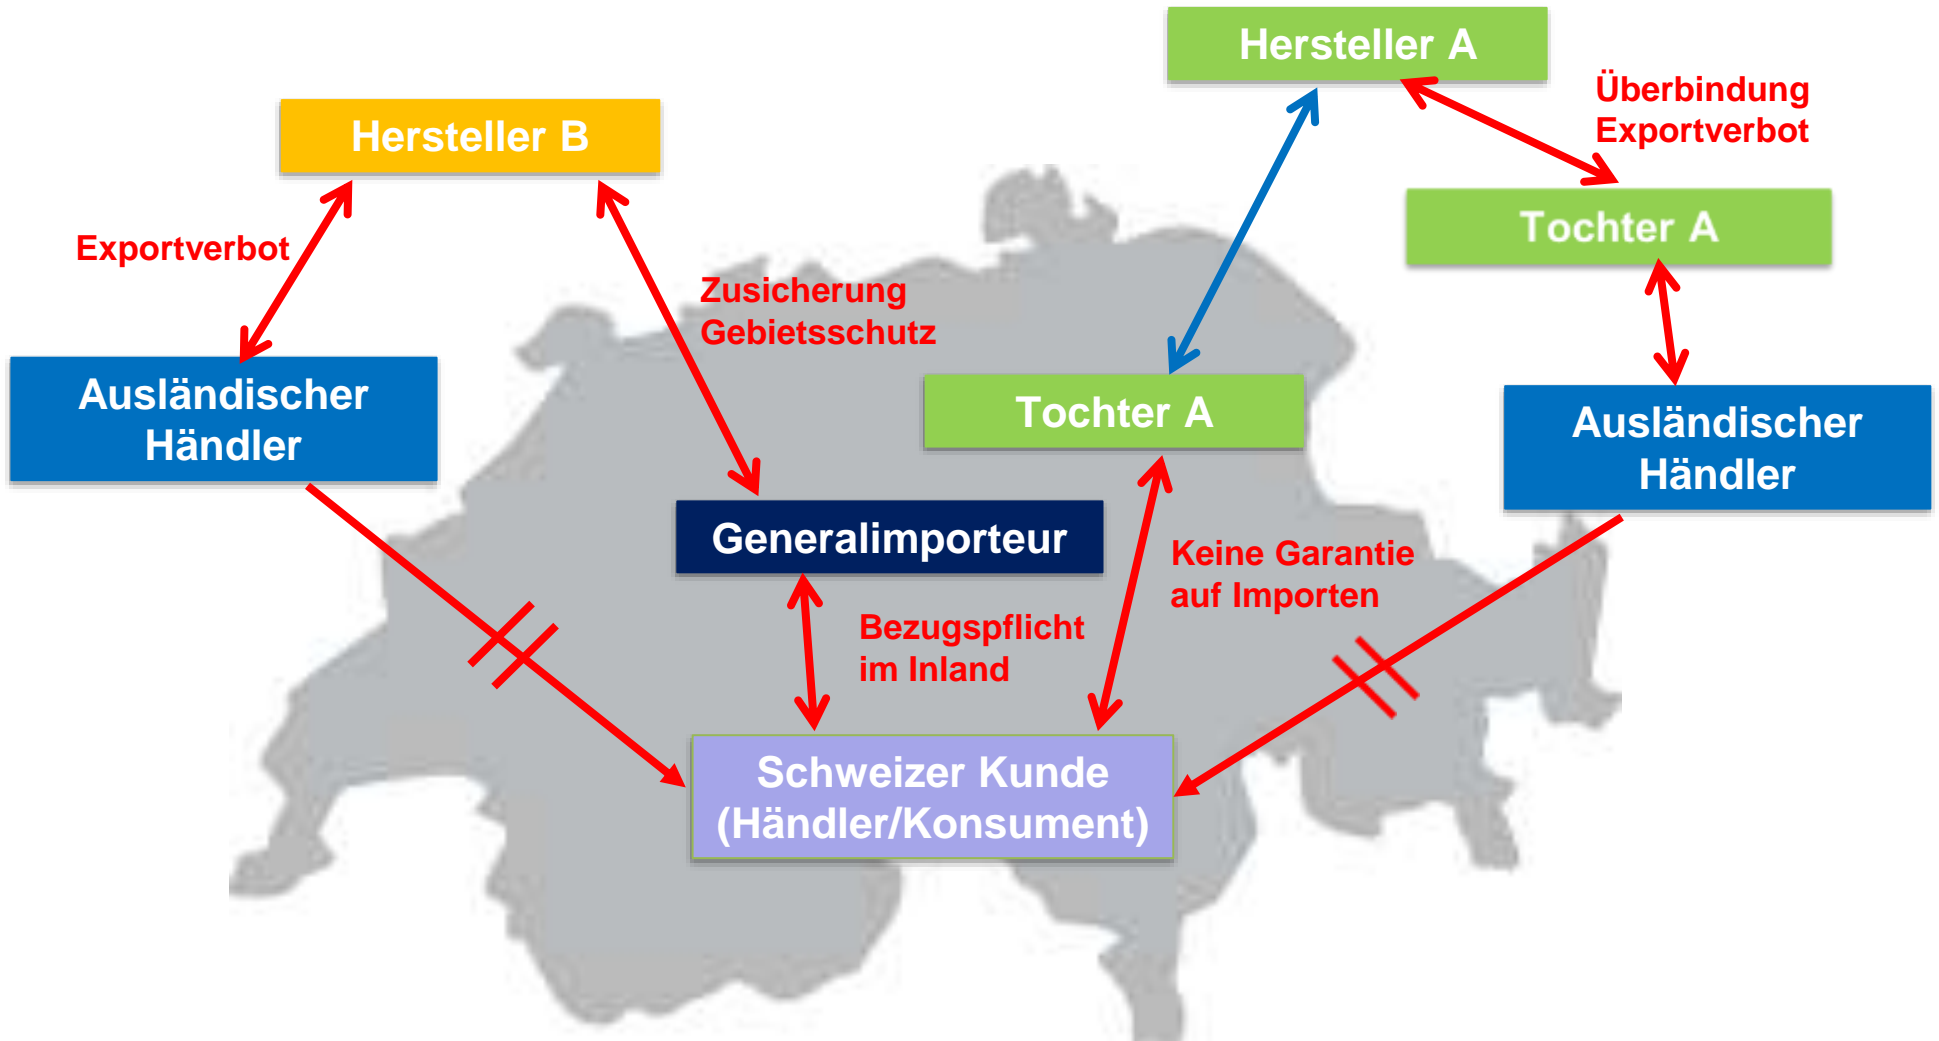 Hersteller A
Überbindung
Exportverbot
Hersteller B
Tochter A
Exportverbot
Zusicherung
Gebietsschutz
Ausländischer
Händler
Tochter A
Ausländischer
Händler
Generalimporteur
Keine Garantie
auf Importen
Bezugspflicht
im Inland
Schweizer Kunde
(Händler/Konsument)